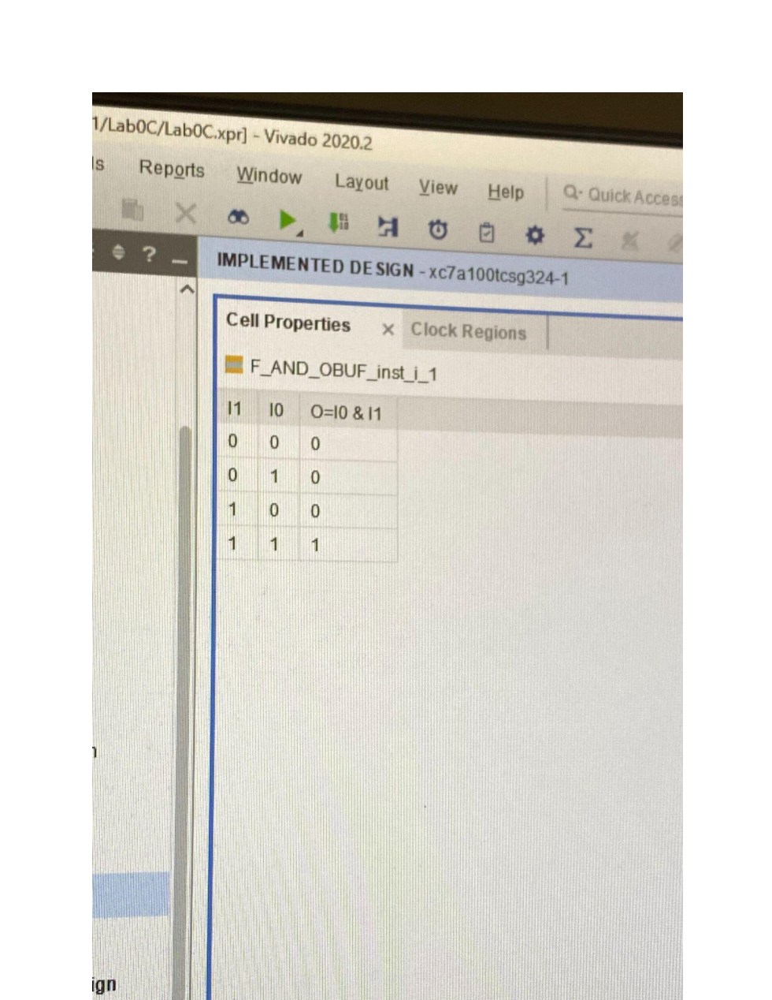 1/Lab0C/Lab0C.xpr] - Vivado 2020.2
ls Reports Window Layout View Help Quick Access
? _
IMPLEMENTED DESIGN - xc7a100tcsg324-1
Cell Properties × Clock Regions
F_AND_OBUF_inst_i_1
I1 I0 O=I0 & I1
0 0 0
0 1 0
1 0 0
1 1 1
ign